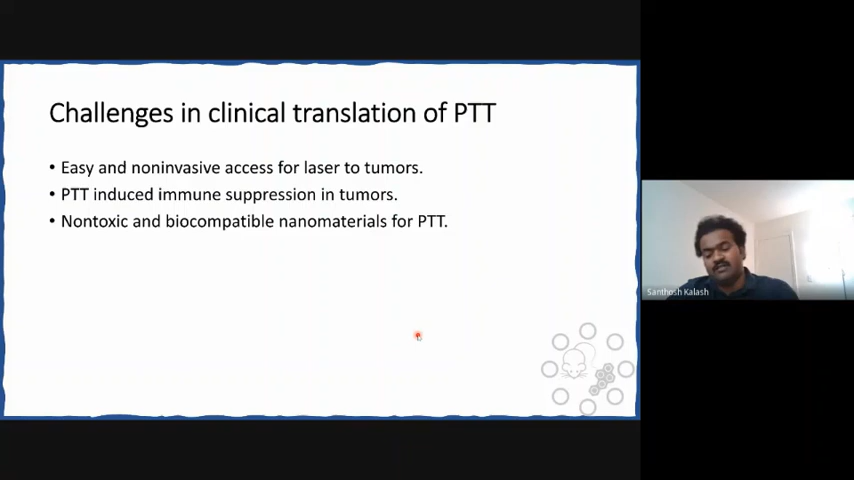 Challenges in clinical translation of PTT
• Easy and noninvasive access for laser to tumors.
• PTT induced immune suppression in tumors.
• Nontoxic and biocompatible nanomaterials for PTT.
Santhosh Kalash